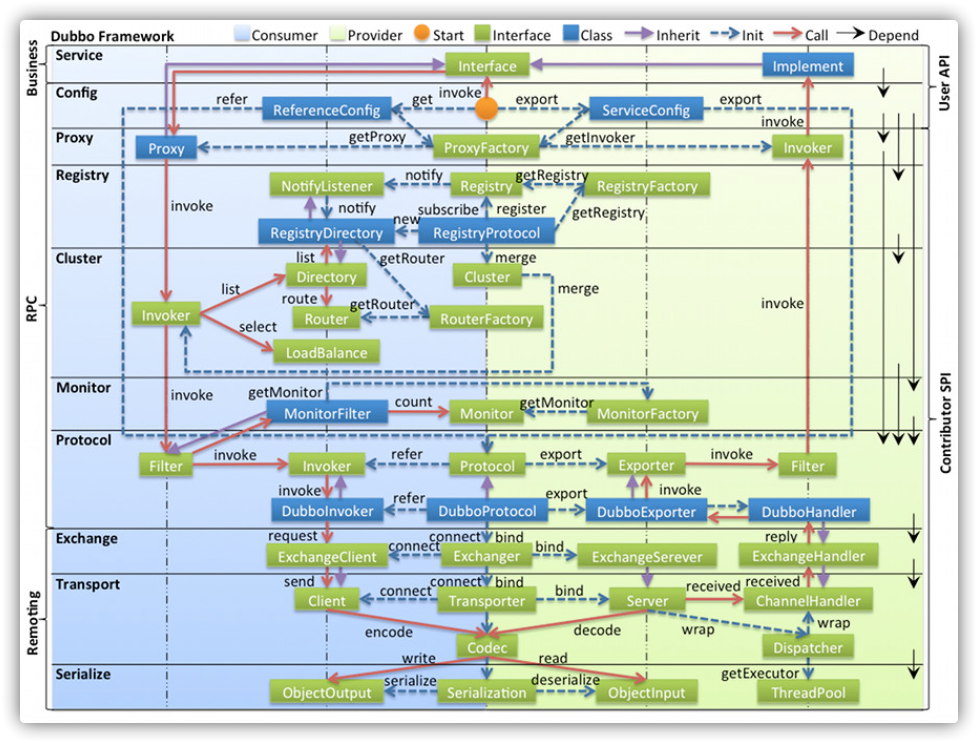 Dubbo Framework Consumer Provider Start Interface Class Inherit Init Call Depend
Business
Service
Interface
Implement
User API
Config
refer
ReferenceConfig
get
invoke
export
ServiceConfig
export
invoke
Proxy
Proxy
getProxy
ProxyFactory
getInvoker
Invoker
Registry
NotifyListener
notify
Registry
getRegistry
RegistryFactory
invoke
notify
subscribe
register
getRegistry
RegistryDirectory
new
RegistryProtocol
RPC
Cluster
list
getRouter
merge
Directory
Cluster
list
merge
route
getRouter
invoke
Invoker
Router
RouterFactory
select
LoadBalance
Contributor SPI
Monitor
invoke
getMonitor
MonitorFilter
count
Monitor
getMonitor
MonitorFactory
Protocol
Filter
invoke
Invoker
refer
Protocol
export
Exporter
invoke
Filter
invoke
refer
export
invoke
DubboInvoker
DubboProtocol
DubboExporter
DubboHandler
Remoting
Exchange
request
connect
bind
reply
ExchangeClient
connect
Exchanger
bind
ExchangeSerever
ExchangeHandler
Transport
send
connect
bind
received
received
Client
connect
Transporter
bind
Server
ChannelHandler
encode
decode
wrap
wrap
Codec
Dispatcher
Serialize
write
read
getExecutor
ObjectOutput
serialize
Serialization
deserialize
ObjectInput
ThreadPool